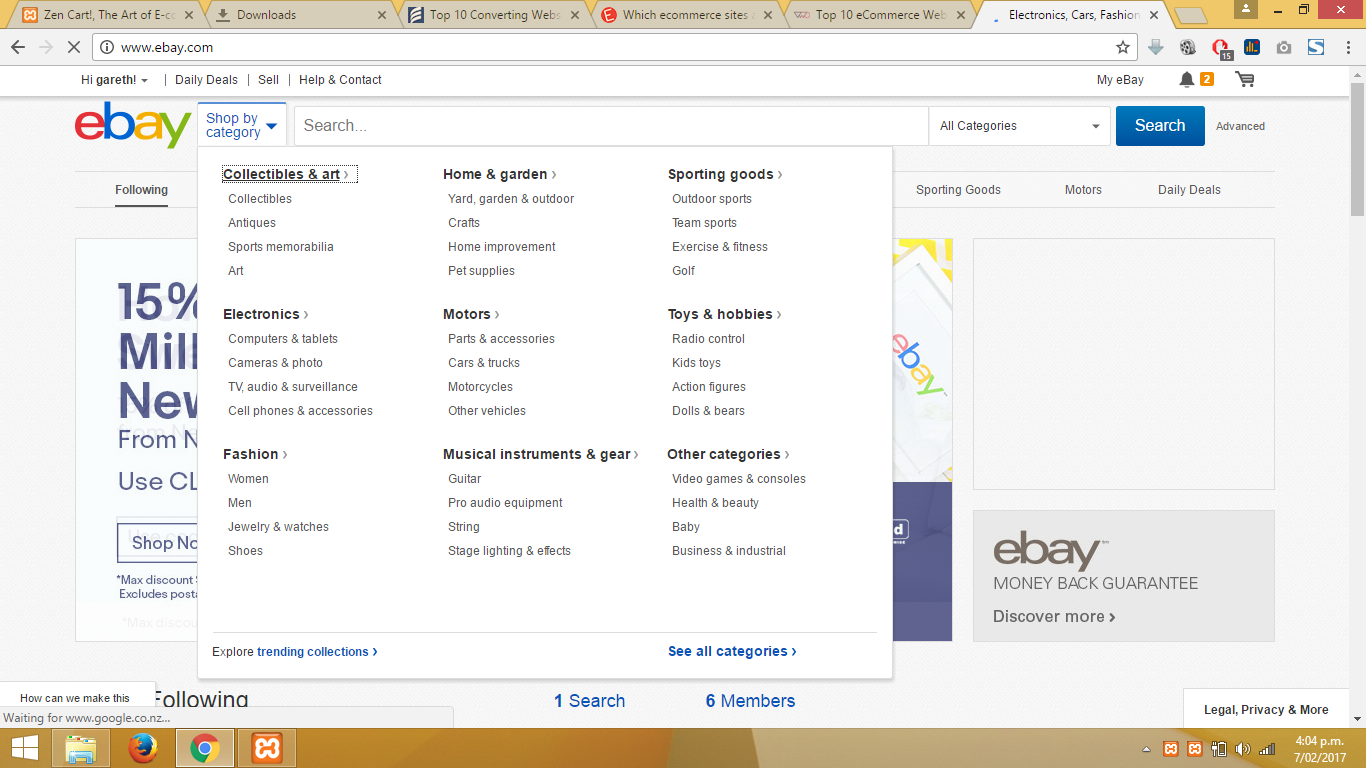 Zen Cart!, The Art of E-co
Downloads
Top 10 Converting Webs
Which ecommerce sites
Top 10 eCommerce Web
Electronics, Cars, Fashion
www.ebay.com
15
Hi gareth!
Daily Deals
Sell
Help & Contact
My eBay
2
ebay
Shop by
category
Search...
All Categories
Search
Advanced
Following
Sporting Goods
Motors
Daily Deals
Collectibles & art
Collectibles
Antiques
Sports memorabilia
Art
Home & garden
Yard, garden & outdoor
Crafts
Home improvement
Pet supplies
Sporting goods
Outdoor sports
Team sports
Exercise & fitness
Golf
Electronics
Computers & tablets
Cameras & photo
TV, audio & surveillance
Cell phones & accessories
Motors
Parts & accessories
Cars & trucks
Motorcycles
Other vehicles
Toys & hobbies
Radio control
Kids toys
Action figures
Dolls & bears
Fashion
Women
Men
Jewelry & watches
Shoes
Musical instruments & gear
Guitar
Pro audio equipment
String
Stage lighting & effects
Other categories
Video games & consoles
Health & beauty
Baby
Business & industrial
Explore trending collections
See all categories
15%
Mill
New
From N
Use CL
Shop No
*Max discount
Excludes posta
*Max discou
ebay
ebay
MONEY BACK GUARANTEE
Discover more
How can we make this
Following
1 Search
6 Members
Legal, Privacy & More
Waiting for www.google.co.nz...
4:04 p.m.
7/02/2017